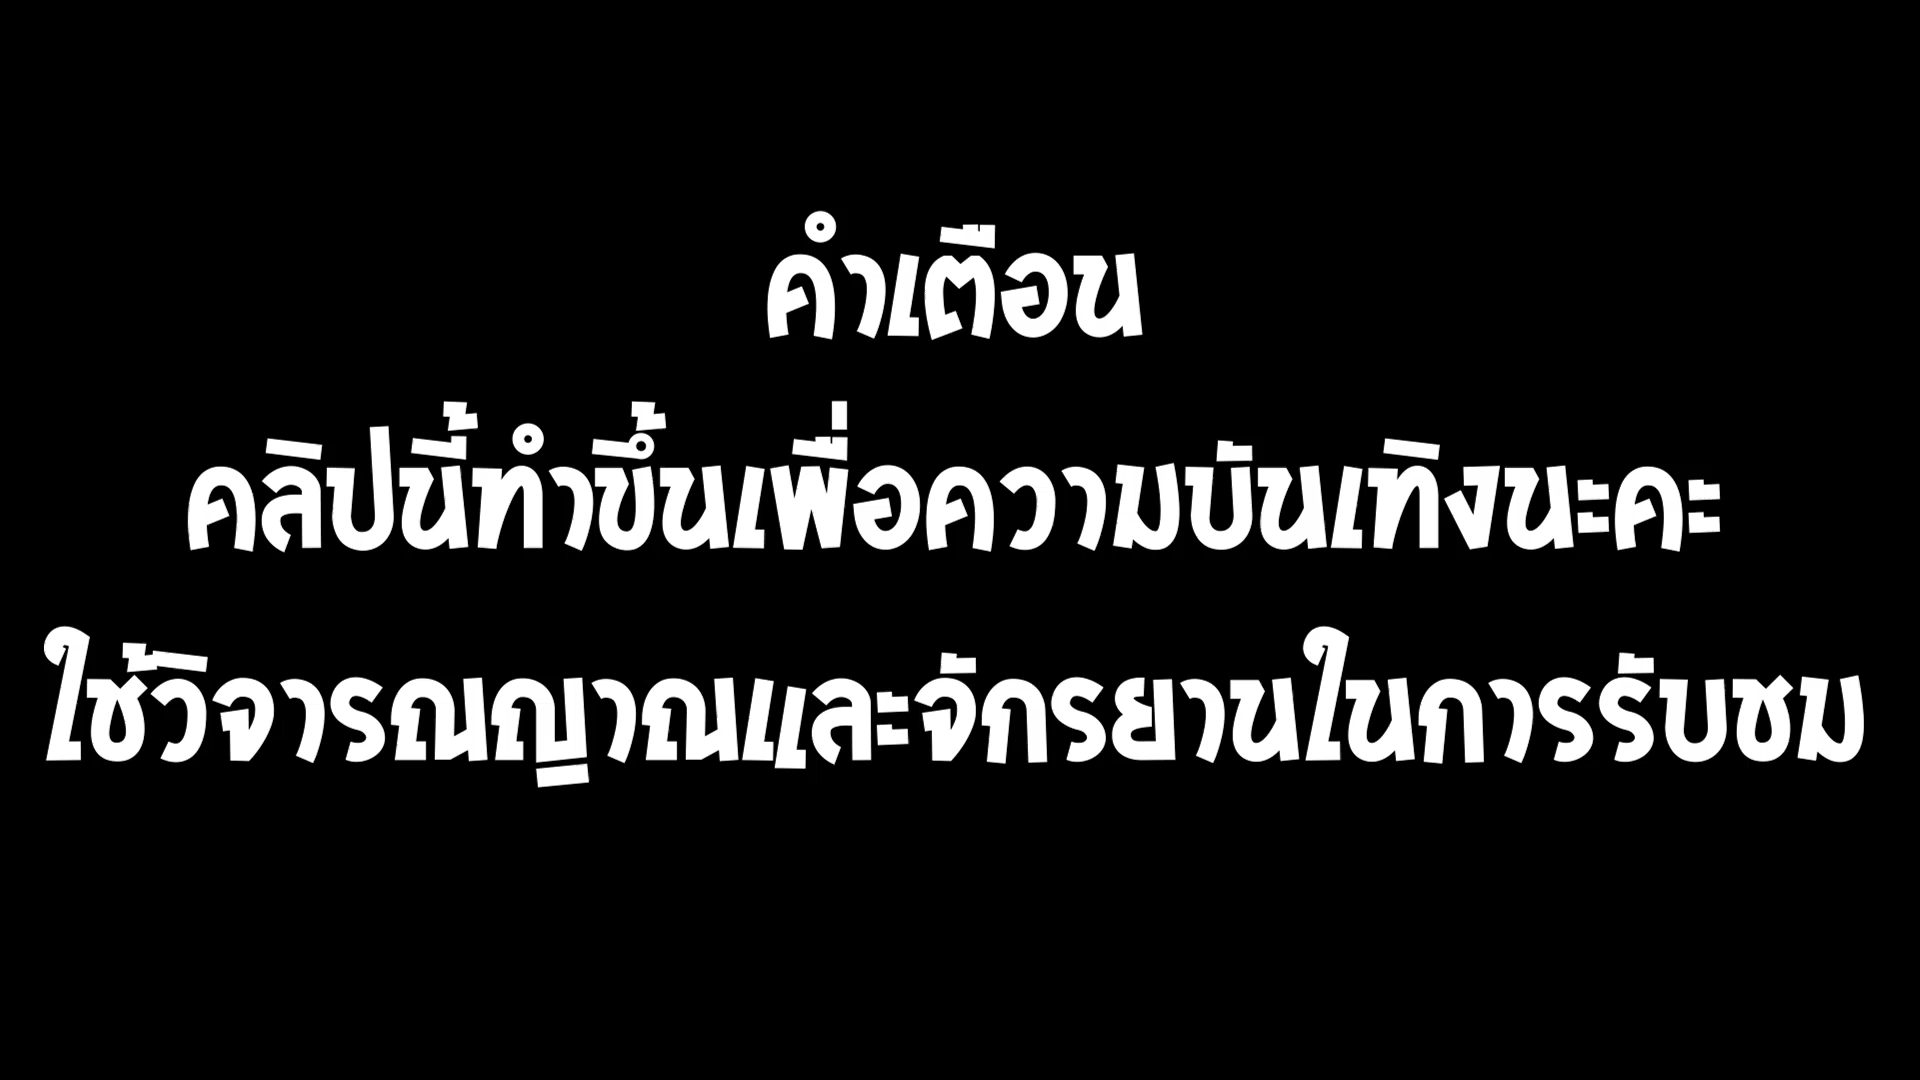 คำเตือน
คลิปนี้ทำขึ้นเพื่อความบันเทิงนะคะ
ใช้วิจารณญาณและจักรยานในการรับชม